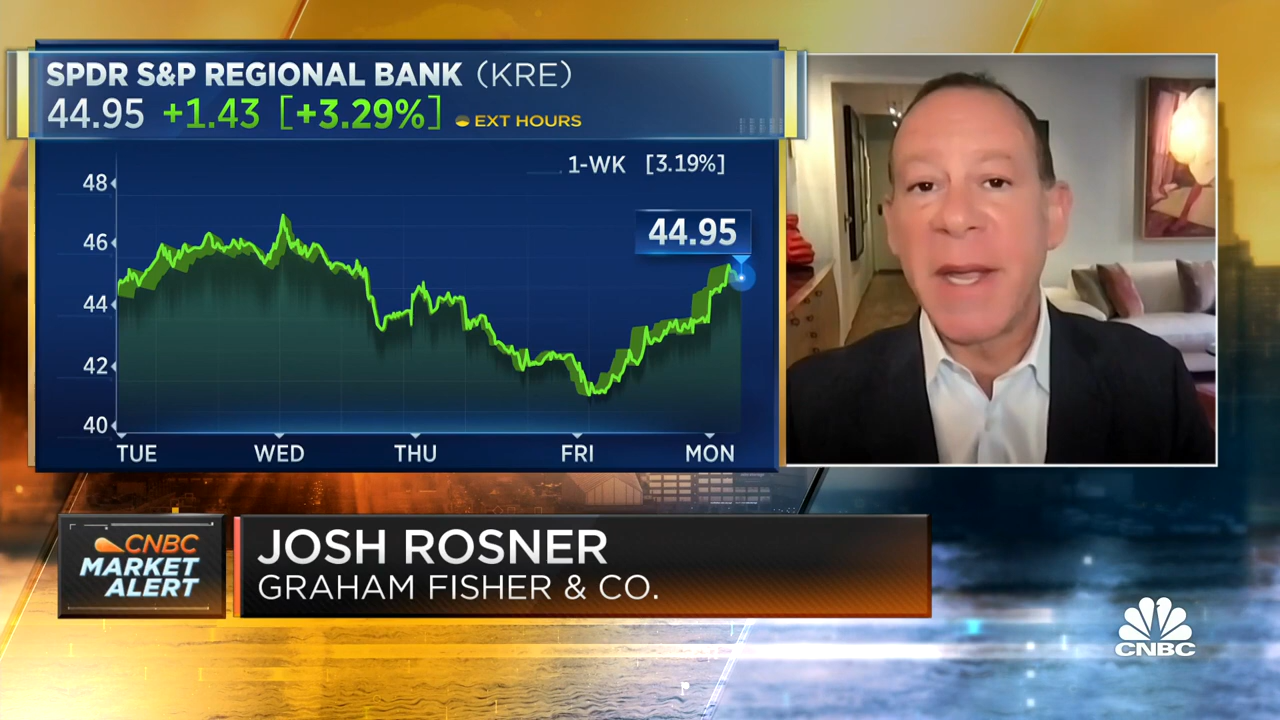 SPDR S&P REGIONAL BANK (KRE)
44.95 +1.43 [+3.29%] EXT HOURS
1-WK [3.19%]
48
46
44
42
40
44.95
TUE WED THU FRI MON
CNBC
MARKET
ALERT
JOSH ROSNER
GRAHAM FISHER & CO.
CNBC